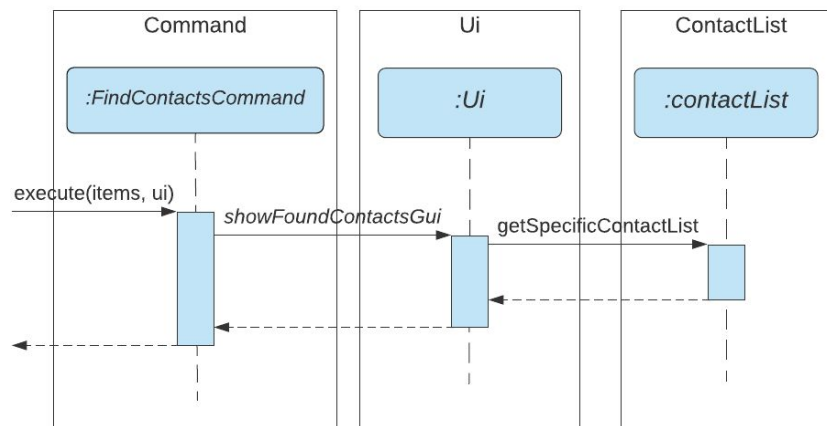 Command
Ui
ContactList
:FindContactsCommand
:Ui
:contactList
execute(items, ui)
showFoundContactsGui
getSpecificContactList